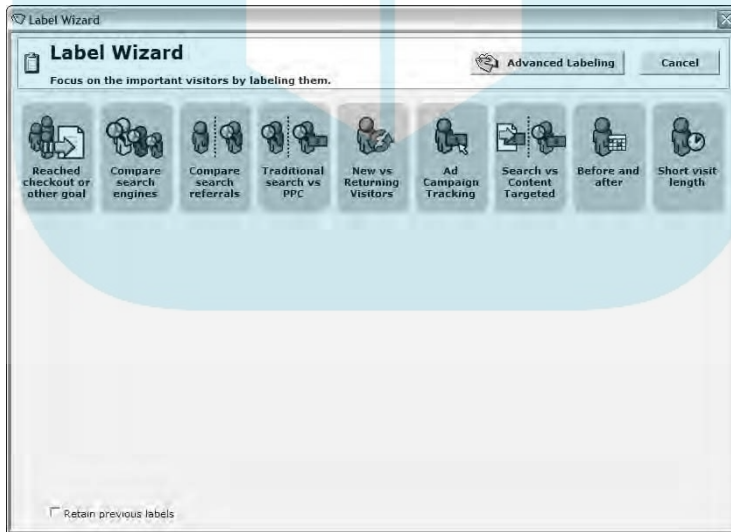 Label Wizard
Label Wizard
Focus on the important visitors by labeling them.
Advanced Labeling
Cancel
Reached
checkout or
other goal
Compare
search
engines
Compare
search
referrals
Traditional
search vs
PPC
New vs
Returning
Visitors
Ad
Campaign
Tracking
Search vs
Content
Targeted
Before and
after
Short visit
length
Retain previous labels